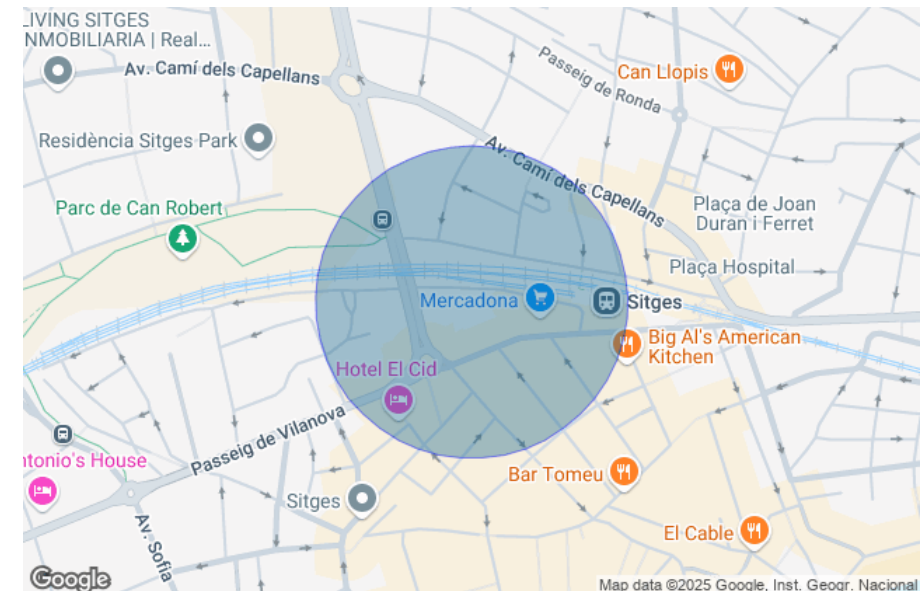 LIVING SITGES
NMOBILIARIA | Real...
Av. Camí dels Capellans
Can Llopis
Passeig de Ronda
Residència Sitges Park
Av. Camí dels Capellans
Parc de Can Robert
Plaça de Joan
Duran i Ferret
Plaça Hospital
Mercadona
Sitges
Big Al's American
Kitchen
Hotel El Cid
Passeig de Vilanova
ntonio's House
Bar Tomeu
Sitges
Av. Sofia
El Cable
Google
Map data ©2025 Google, Inst. Geogr. Nacional